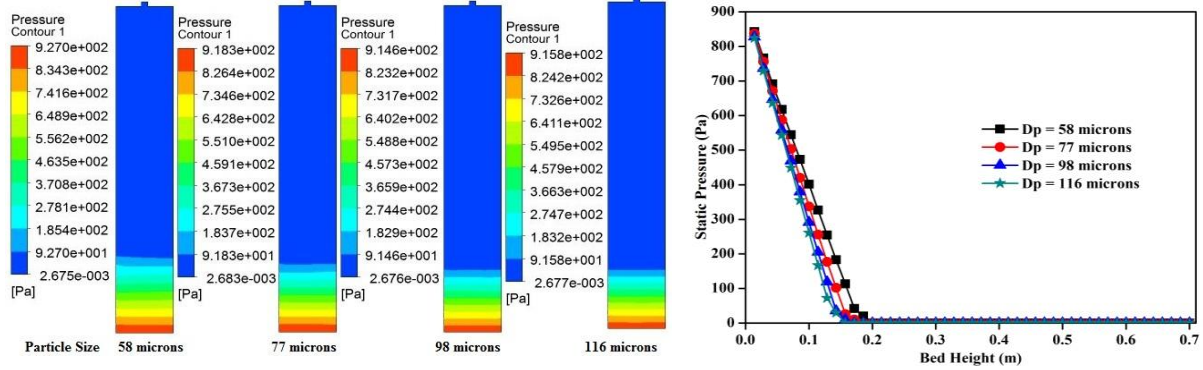 Pressure
Contour 1
9.270e+002
8.343e+002
7.416e+002
6.489e+002
5.562e+002
4.635e+002
3.708e+002
2.781e+002
1.854e+002
9.270e+001
2.675e-003
[Pa]
Pressure
Contour 1
9.183e+002
8.264e+002
7.346e+002
6.428e+002
5.510e+002
4.591e+002
3.673e+002
2.755e+002
1.837e+002
9.183e+001
2.683e-003
[Pa]
Pressure
Contour 1
9.146e+002
8.232e+002
7.317e+002
6.402e+002
5.488e+002
4.573e+002
3.659e+002
2.744e+002
1.829e+002
9.146e+001
2.676e-003
[Pa]
Pressure
Contour 1
9.158e+002
8.242e+002
7.326e+002
6.411e+002
5.495e+002
4.579e+002
3.663e+002
2.747e+002
1.832e+002
9.158e+001
2.677e-003
[Pa]
Particle Size 58 microns 77 microns 98 microns 116 microns
Static Pressure (Pa)
900
800
700
600
500
400
300
200
100
0
Dp = 58 microns
Dp = 77 microns
Dp = 98 microns
Dp = 116 microns
0.0 0.1 0.2 0.3 0.4 0.5 0.6 0.7
Bed Height (m)